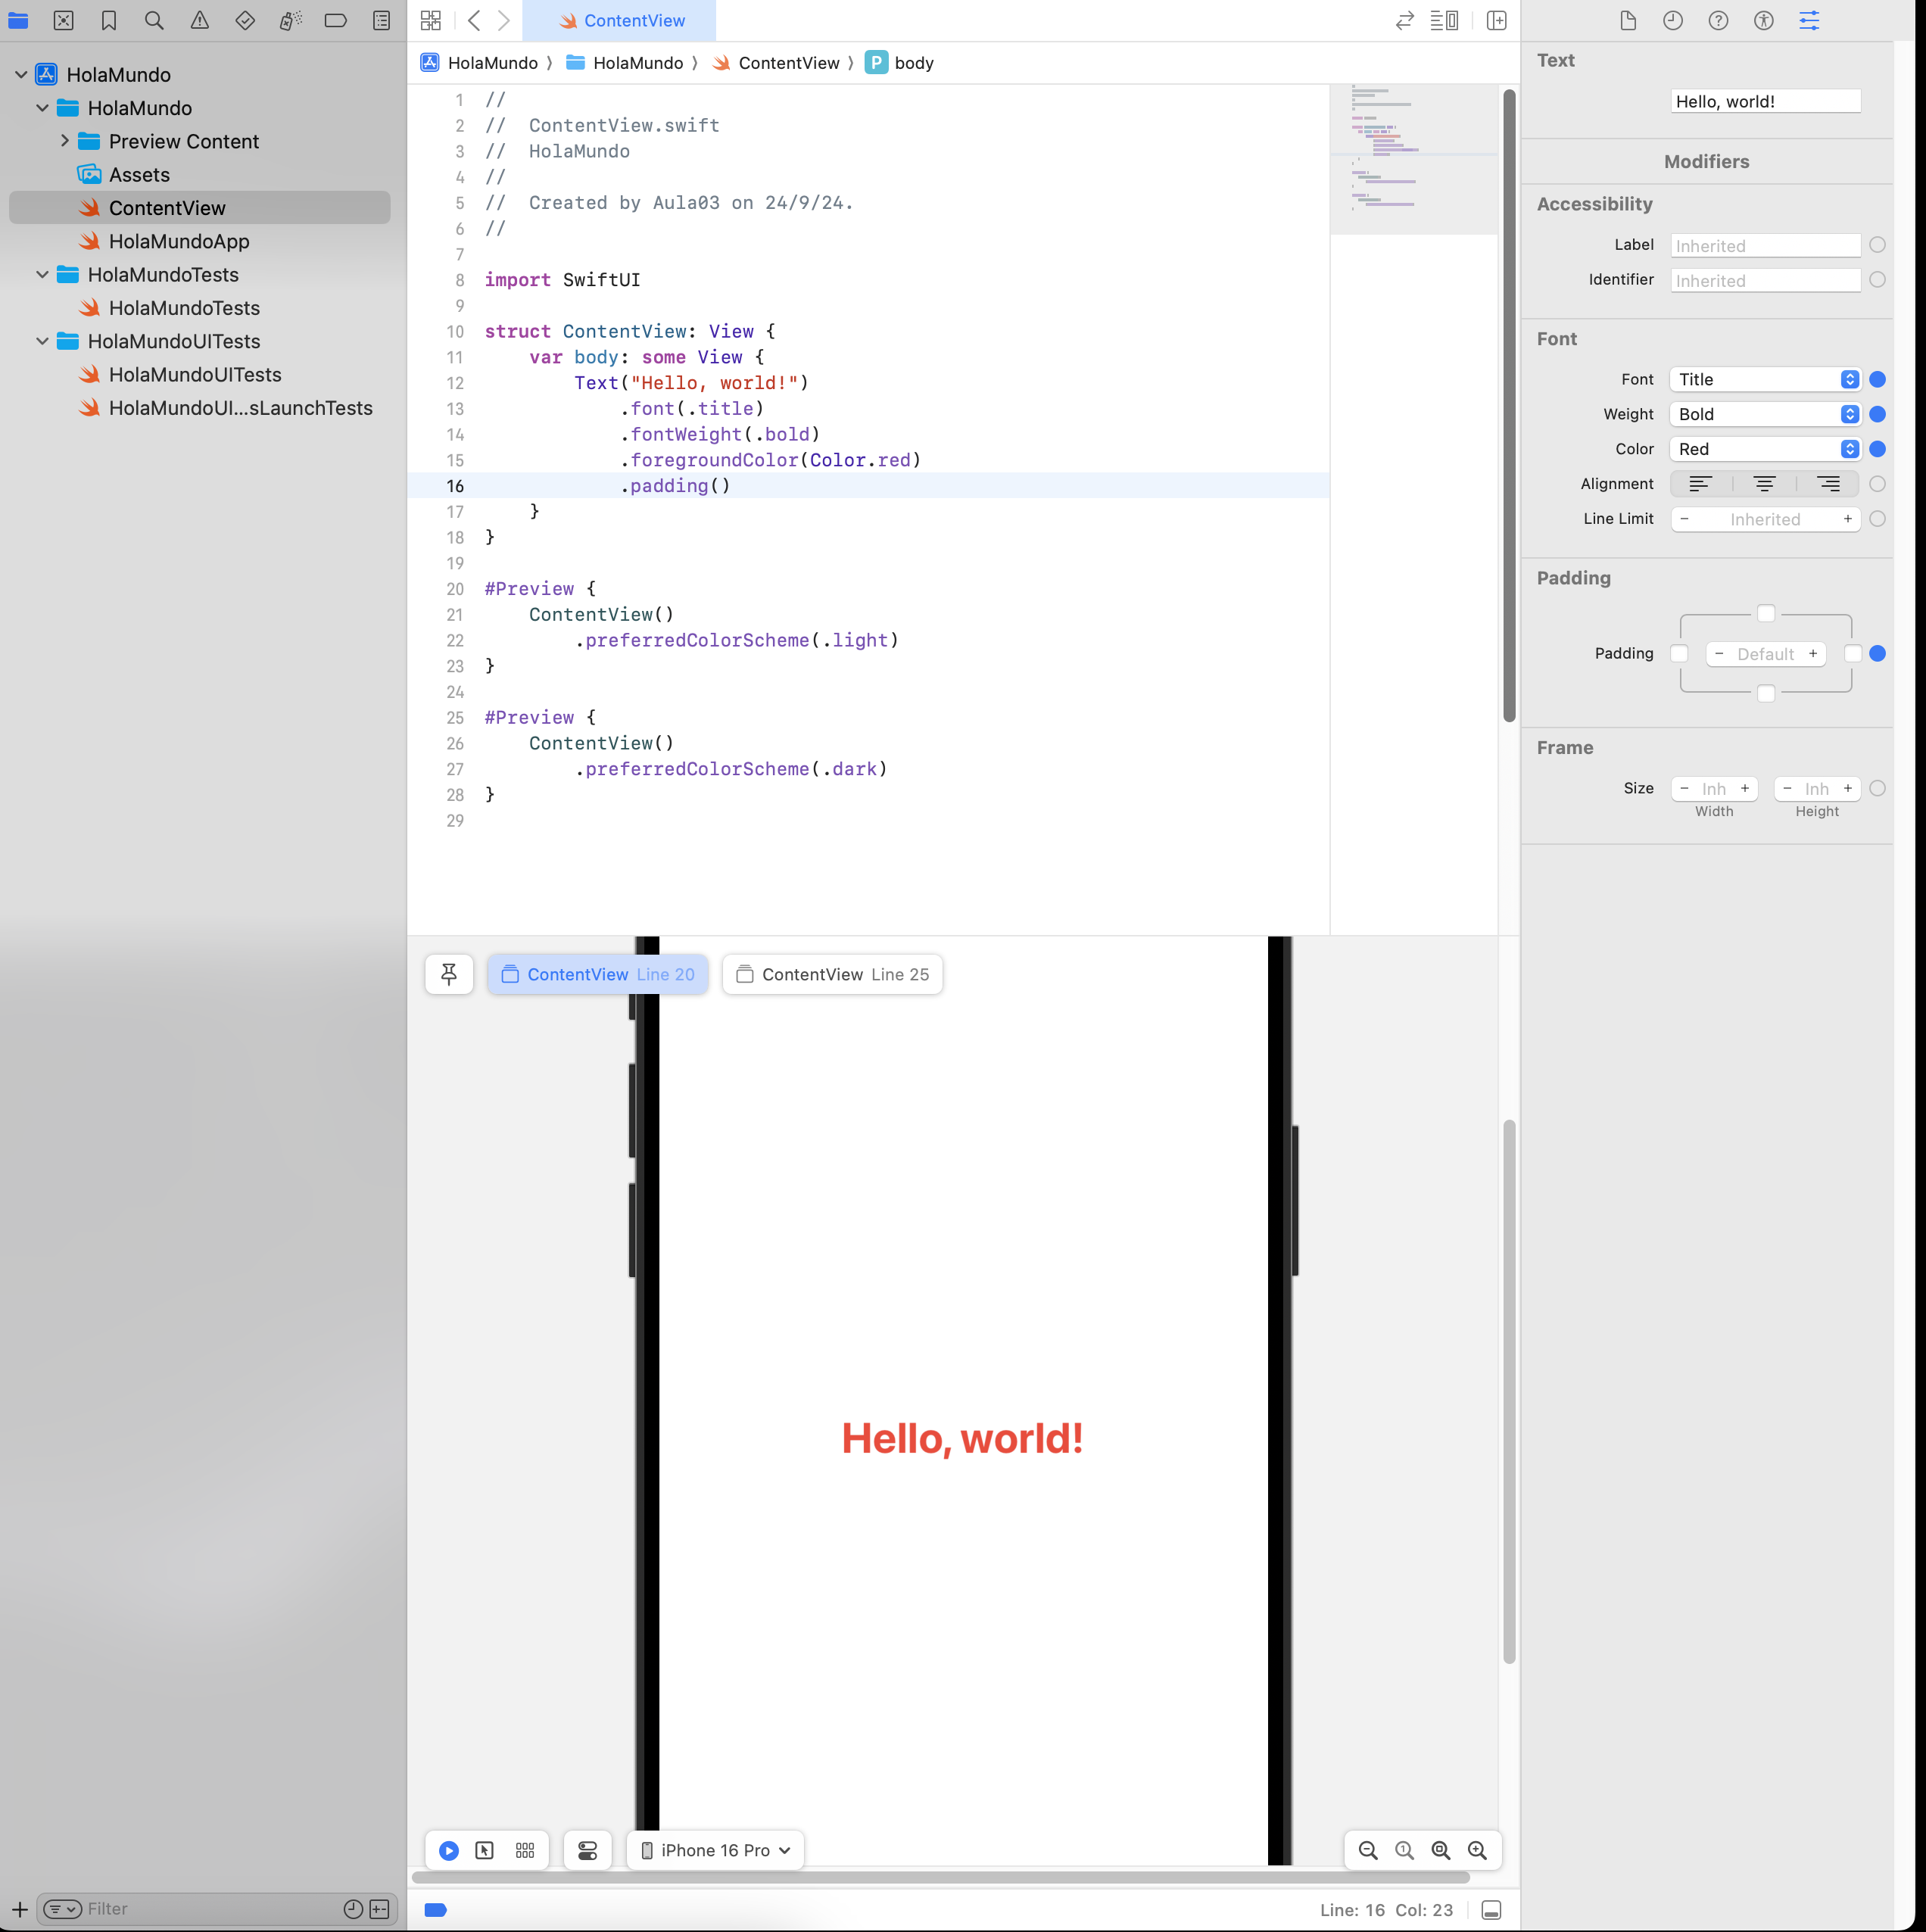 ContentView
HolaMundo
HolaMundo
Preview Content
Assets
ContentView
HolaMundoApp
HolaMundoTests
HolaMundoTests
HolaMundoUITests
HolaMundoUITests
HolaMundoUI...sLaunchTests
Filter
HolaMundo 〉 HolaMundo 〉 ContentView 〉 P body
1 //
2 //  ContentView.swift
3 //  HolaMundo
4 //
5 //  Created by Aula03 on 24/9/24.
6 //
7
8 import SwiftUI
9
10 struct ContentView: View {
11     var body: some View {
12         Text("Hello, world!")
13             .font(.title)
14             .fontWeight(.bold)
15             .foregroundColor(Color.red)
16             .padding()
17     }
18 }
19
20 #Preview {
21     ContentView()
22         .preferredColorScheme(.light)
23 }
24
25 #Preview {
26     ContentView()
27         .preferredColorScheme(.dark)
28 }
29
ContentView Line 20
ContentView Line 25
Hello, world!
iPhone 16 Pro
Line: 16 Col: 23
Text
Hello, world!
Modifiers
Accessibility
Label Inherited
Identifier Inherited
Font
Font Title
Weight Bold
Color Red
Alignment
Line Limit − Inherited +
Padding
Padding − Default +
Frame
Size − Inh + − Inh +
Width Height